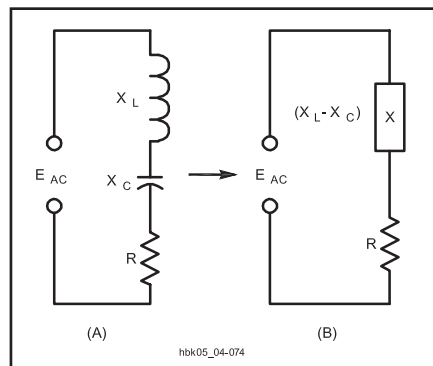 X L
X C
E AC
R
(A)
(X L - X C)
X
E AC
R
(B)
hbk05_04-074